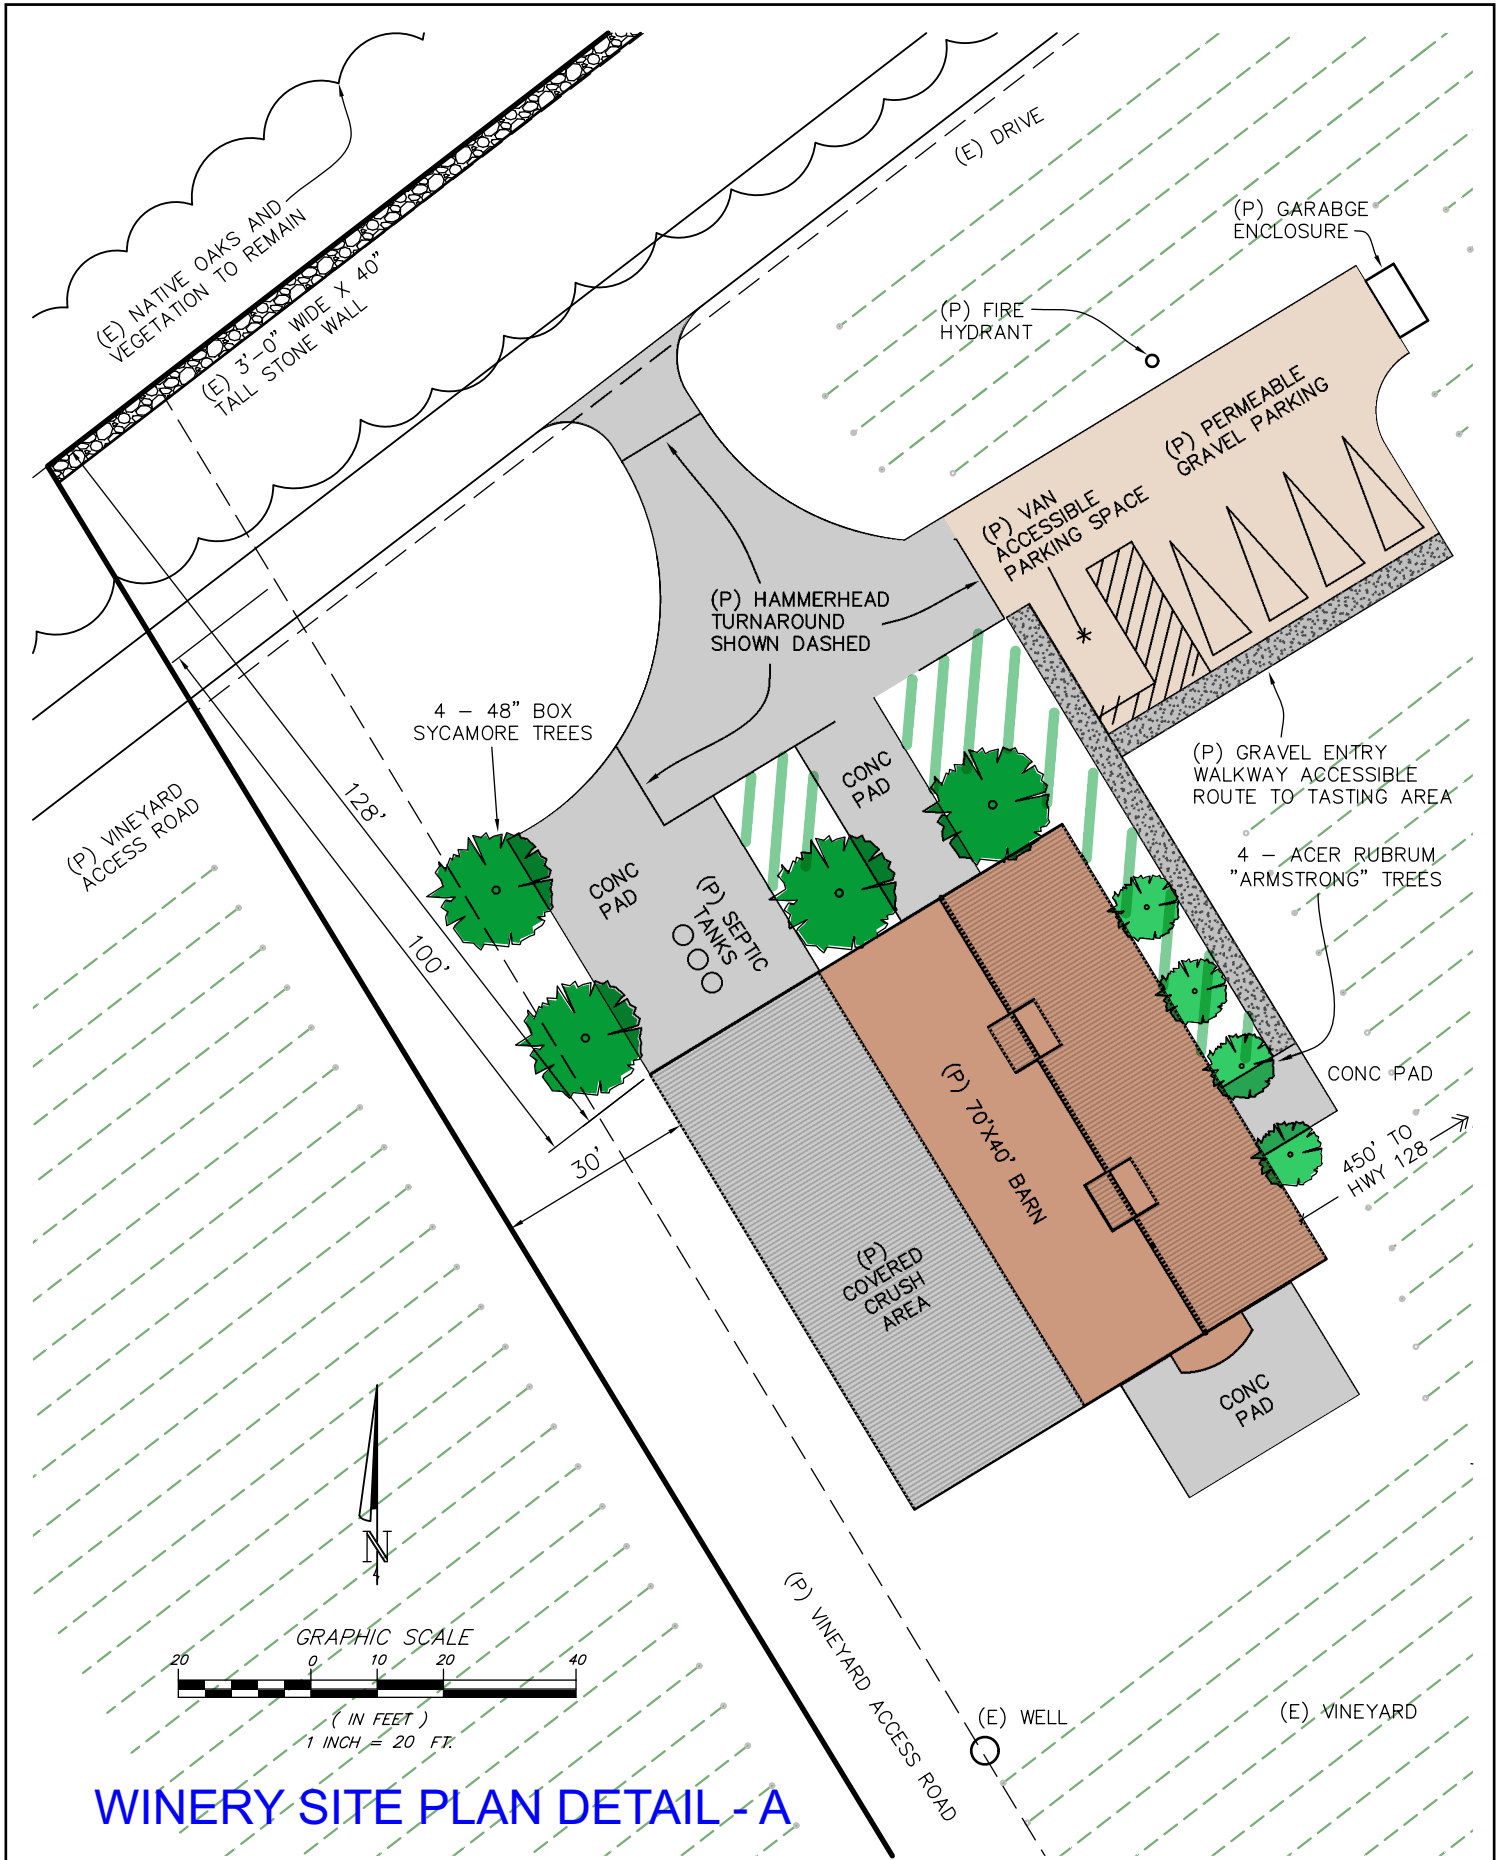 (E) DRIVE
(P) GARABGE
ENCLOSURE
(E) NATIVE OAKS AND
VEGETATION TO REMAIN
(E) 3'-0" WIDE X 40"
TALL STONE WALL
(P) FIRE
HYDRANT
(P) PERMEABLE
GRAVEL PARKING
(P) VAN
ACCESSIBLE
PARKING SPACE
(P) HAMMERHEAD
TURNAROUND
SHOWN DASHED
4 - 48" BOX
SYCAMORE TREES
(P) GRAVEL ENTRY
WALKWAY ACCESSIBLE
ROUTE TO TASTING AREA
CONC
PAD
128'
(P) VINEYARD
ACCESS ROAD
4 - ACER RUBRUM
"ARMSTRONG" TREES
CONC
PAD
(P) SEPTIC
TANKS
100'
CONC PAD
(P) 70'X40' BARN
30'
450' TO
HWY 128
(P)
COVERED
CRUSH
AREA
CONC
PAD
N
GRAPHIC SCALE
20 0 10 20 40
( IN FEET )
1 INCH = 20 FT.
(P) VINEYARD ACCESS ROAD
(E) WELL
(E) VINEYARD
WINERY SITE PLAN DETAIL - A